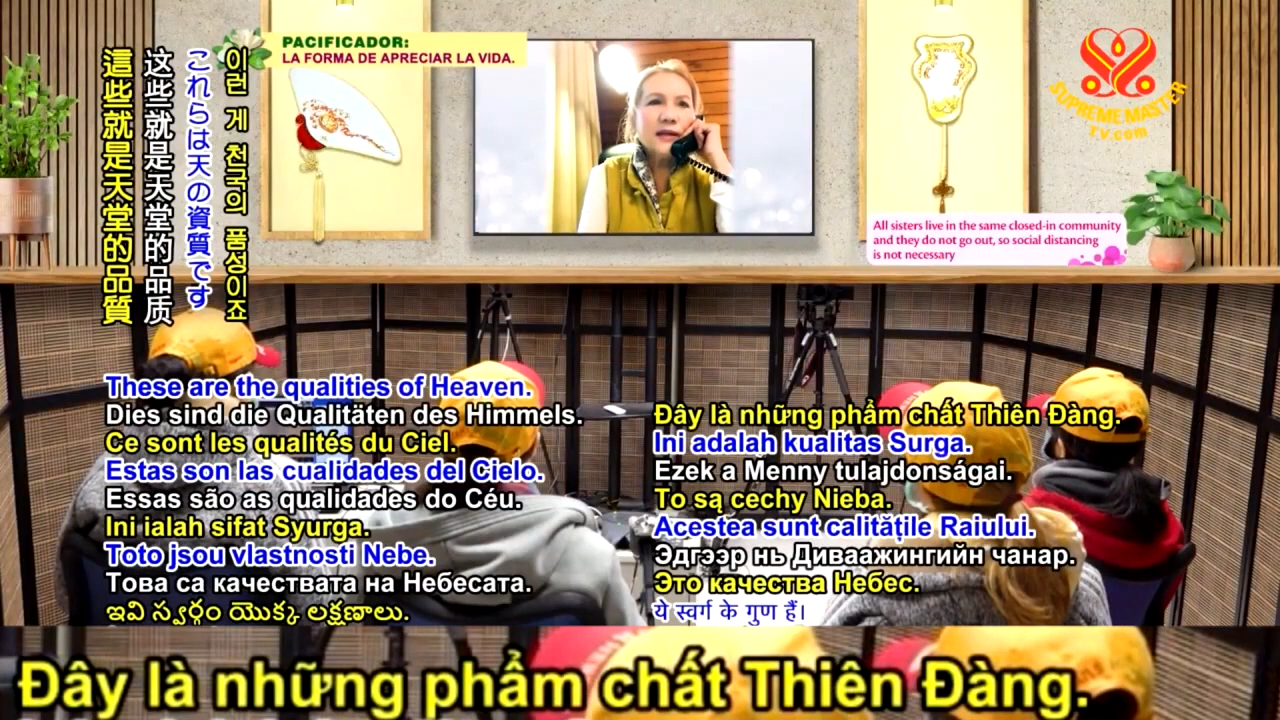 這些就是天堂的品質
这些就是天堂的品质
これらは天の資質です
이런 게 천국의 품성이죠
PACIFICADOR:
LA FORMA DE APRECIAR LA VIDA.
SUPREME MASTER
TV.com
All sisters live in the same closed-in community
and they do not go out, so social distancing
is not necessary
These are the qualities of Heaven.
Dies sind die Qualitäten des Himmels.
Ce sont les qualités du Ciel.
Estas son las cualidades del Cielo.
Essas são as qualidades do Céu.
Ini ialah sifat Syurga.
Toto jsou vlastnosti Nebe.
Това са качествата на Небесата.
ఇవి స్వర్గం యొక్క లక్షణాలు.
Đây là những phẩm chất Thiên Đàng.
Ini adalah kualitas Surga.
Ezek a Menny tulajdonságai.
To są cechy Nieba.
Acestea sunt calitățile Raiului.
Эдгээр нь Диваажингийн чанар.
Это качества Небес.
ये स्वर्ग के गुण हैं।
Đây là những phẩm chất Thiên Đàng.